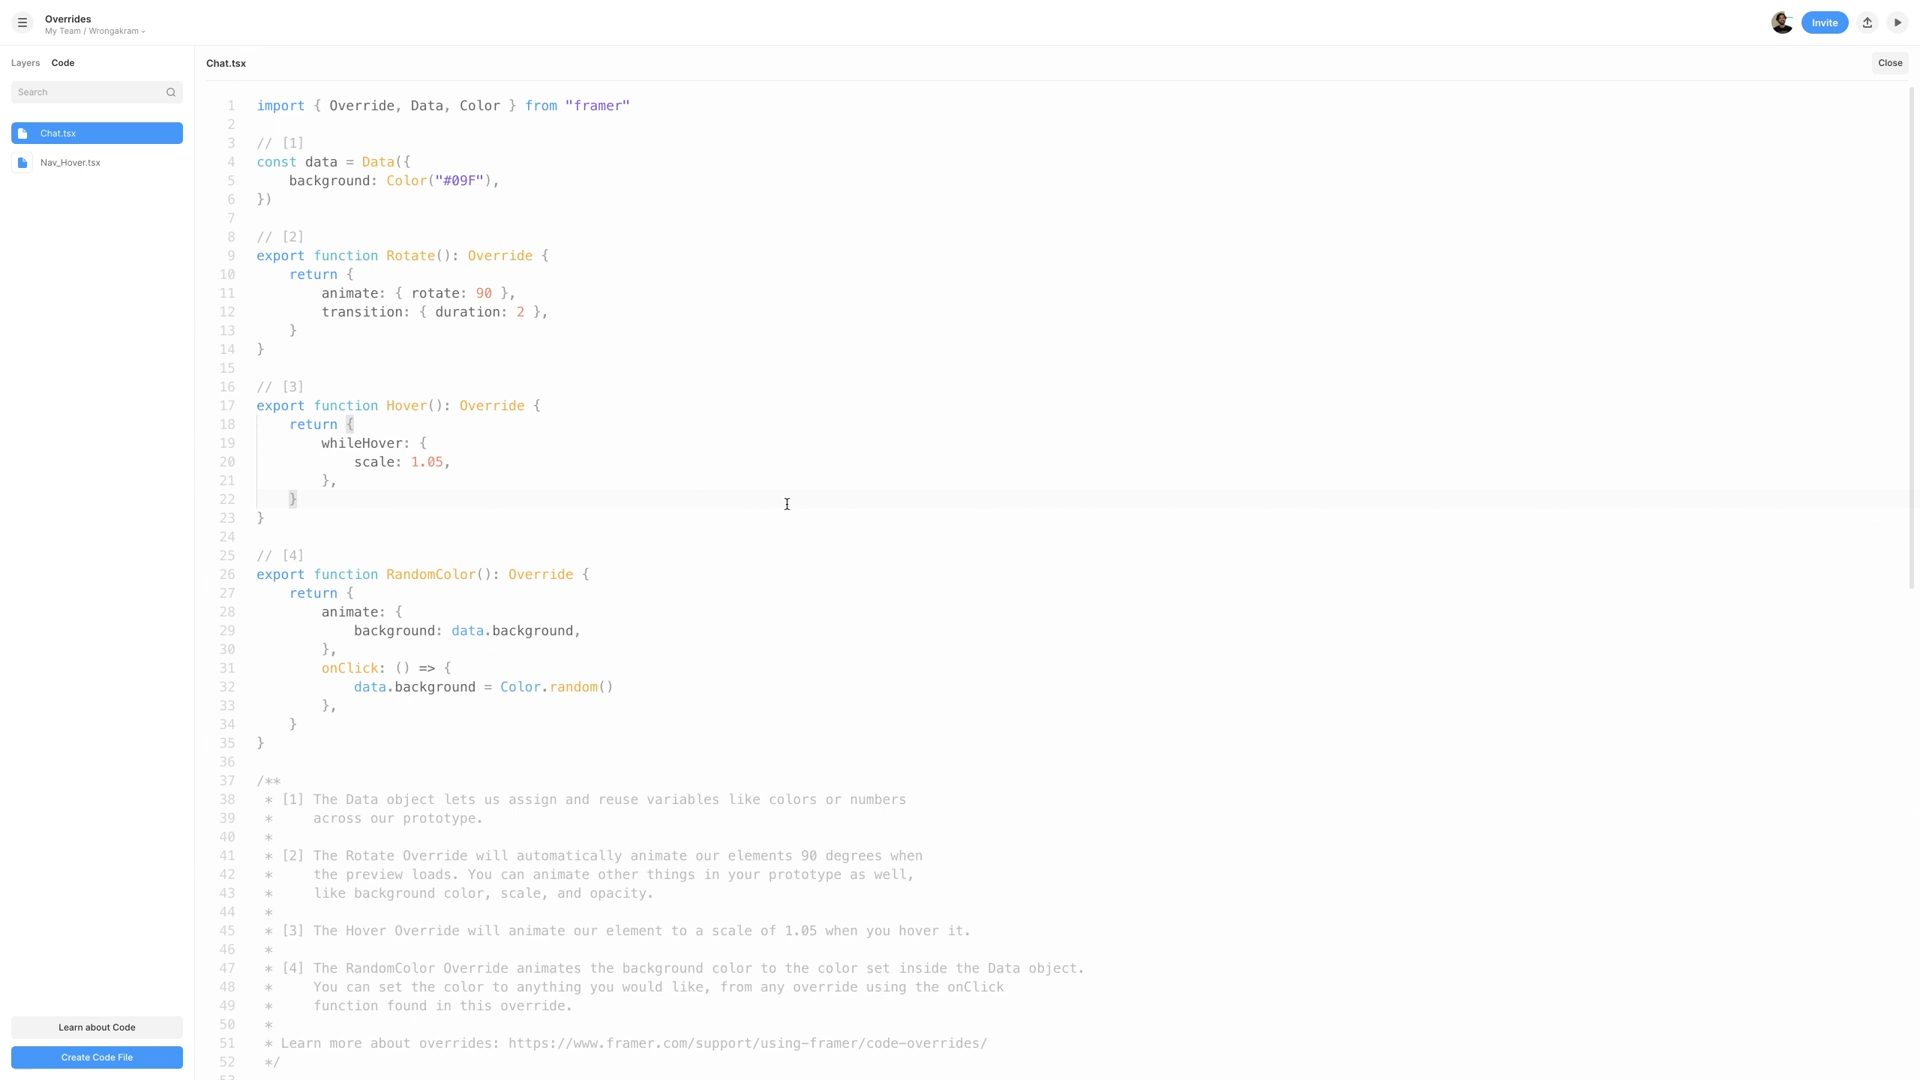 Overrides
My Team / Wrongakram
Invite
Layers Code
Chat.tsx
Close
Search
Chat.tsx
Nav_Hover.tsx
1 import { Override, Data, Color } from "framer"
2
3 // [1]
4 const data = Data({
5     background: Color("#09F"),
6 })
7
8 // [2]
9 export function Rotate(): Override {
10     return {
11         animate: { rotate: 90 },
12         transition: { duration: 2 },
13     }
14 }
15
16 // [3]
17 export function Hover(): Override {
18     return {
19         whileHover: {
20             scale: 1.05,
21         },
22     }
23 }
24
25 // [4]
26 export function RandomColor(): Override {
27     return {
28         animate: {
29             background: data.background,
30         },
31         onClick: () => {
32             data.background = Color.random()
33         },
34     }
35 }
36
37 /**
38  * [1] The Data object lets us assign and reuse variables like colors or numbers
39  *     across our prototype.
40  *
41  * [2] The Rotate Override will automatically animate our elements 90 degrees when
42  *     the preview loads. You can animate other things in your prototype as well,
43  *     like background color, scale, and opacity.
44  *
45  * [3] The Hover Override will animate our element to a scale of 1.05 when you hover it.
46  *
47  * [4] The RandomColor Override animates the background color to the color set inside the Data object.
48  *     You can set the color to anything you would like, from any override using the onClick
49  *     function found in this override.
50  *
51  * Learn more about overrides: https://www.framer.com/support/using-framer/code-overrides/
52  */
53
Learn about Code
Create Code File